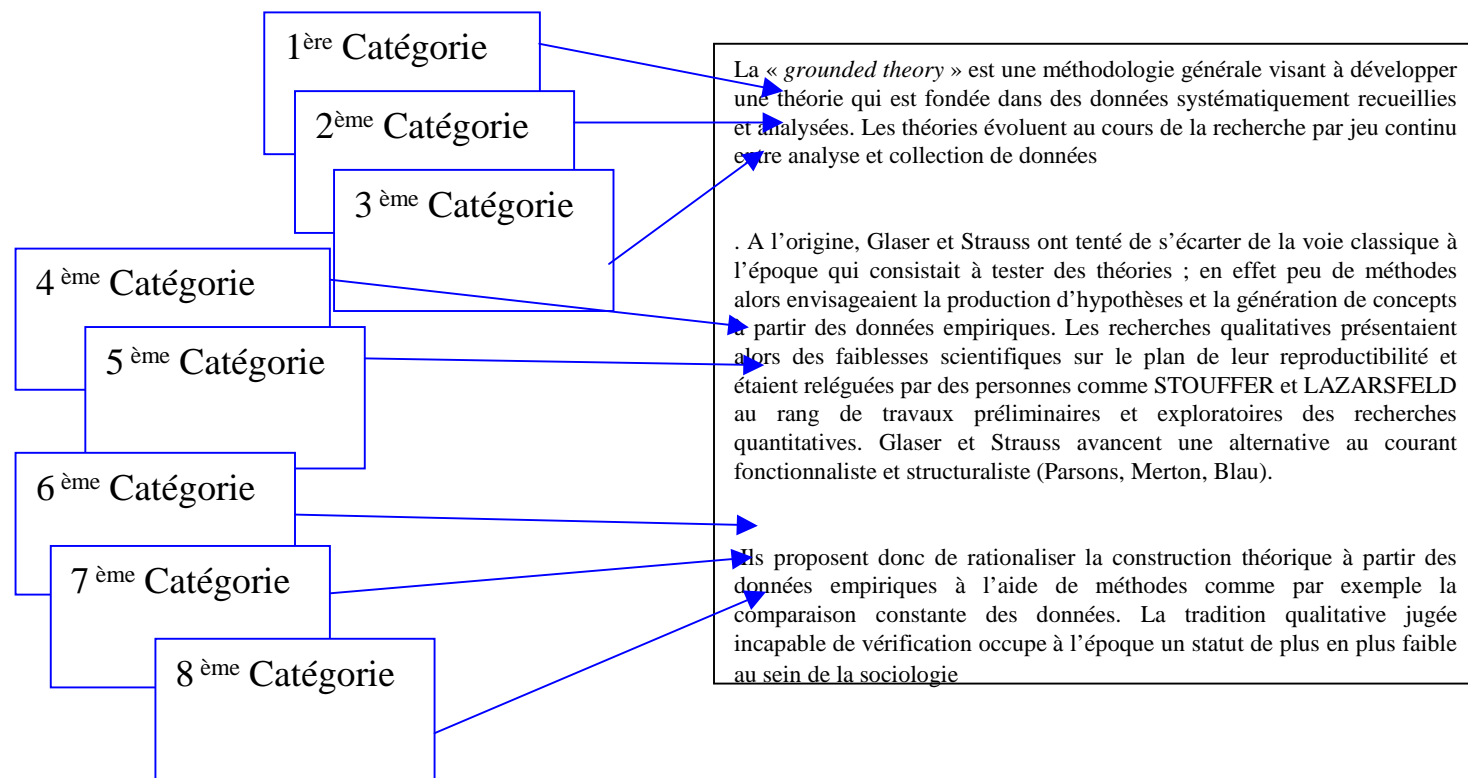 1ère Catégorie
2ème Catégorie
3 ème Catégorie
4 ème Catégorie
5 ème Catégorie
6 ème Catégorie
7 ème Catégorie
8 ème Catégorie
La « grounded theory » est une méthodologie générale visant à développer
une théorie qui est fondée dans des données systématiquement recueillies
et analysées. Les théories évoluent au cours de la recherche par jeu continu
entre analyse et collection de données
. A l’origine, Glaser et Strauss ont tenté de s’écarter de la voie classique à
l’époque qui consistait à tester des théories ; en effet peu de méthodes
alors envisageaient la production d’hypothèses et la génération de concepts
à partir des données empiriques. Les recherches qualitatives présentaient
alors des faiblesses scientifiques sur le plan de leur reproductibilité et
étaient reléguées par des personnes comme STOUFFER et LAZARSFELD
au rang de travaux préliminaires et exploratoires des recherches
quantitatives. Glaser et Strauss avancent une alternative au courant
fonctionnaliste et structuraliste (Parsons, Merton, Blau).
Ils proposent donc de rationaliser la construction théorique à partir des
données empiriques à l’aide de méthodes comme par exemple la
comparaison constante des données. La tradition qualitative jugée
incapable de vérification occupe à l’époque un statut de plus en plus faible
au sein de la sociologie